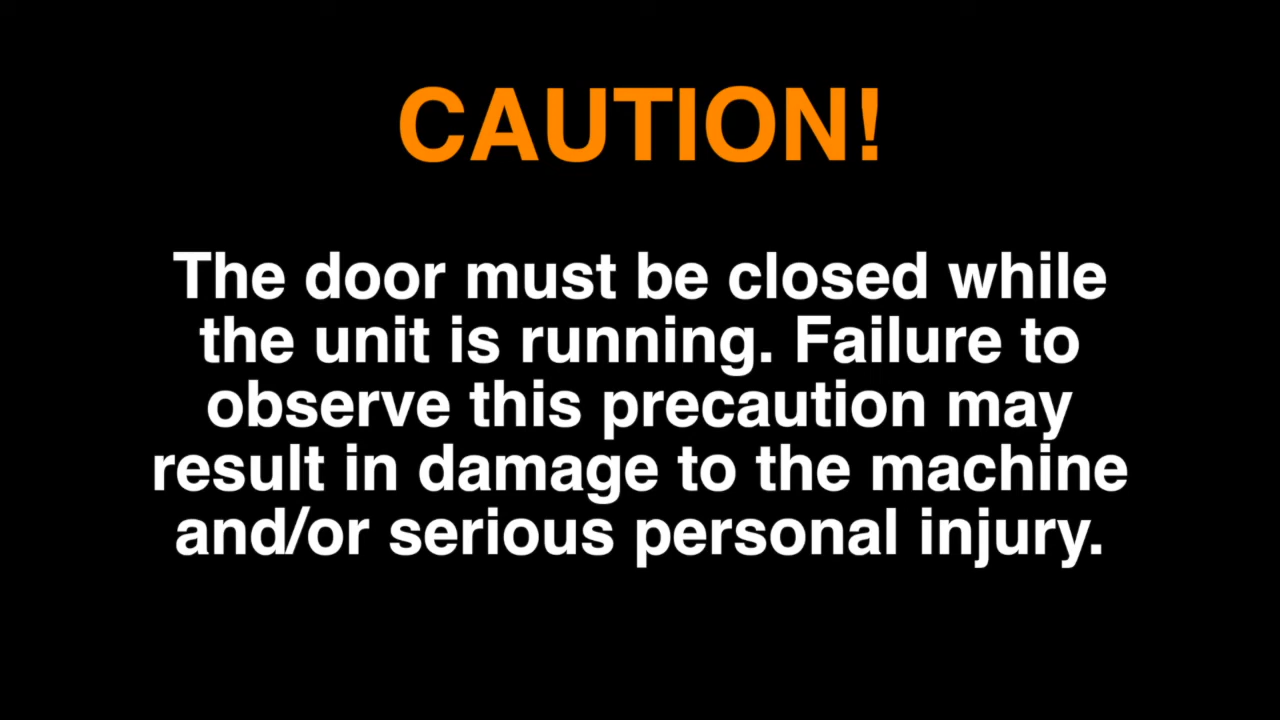 CAUTION!
The door must be closed while
the unit is running. Failure to
observe this precaution may
result in damage to the machine
and/or serious personal injury.